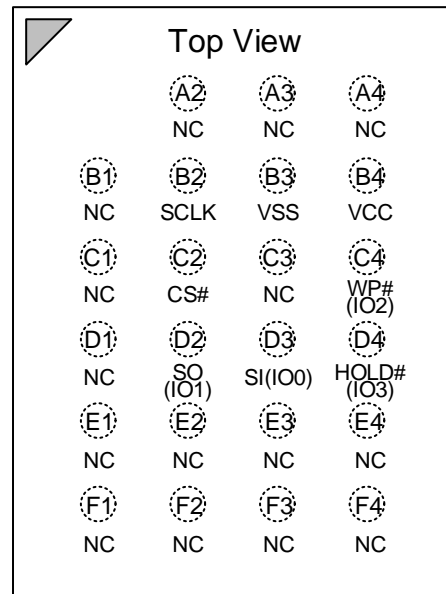 Top View
A2 A3 A4
NC NC NC
B1 B2 B3 B4
NC SCLK VSS VCC
C1 C2 C3 C4
NC CS# NC WP#
(IO2)
D1 D2 D3 D4
NC SO SI(IO0) HOLD#
(IO1) (IO3)
E1 E2 E3 E4
NC NC NC NC
F1 F2 F3 F4
NC NC NC NC